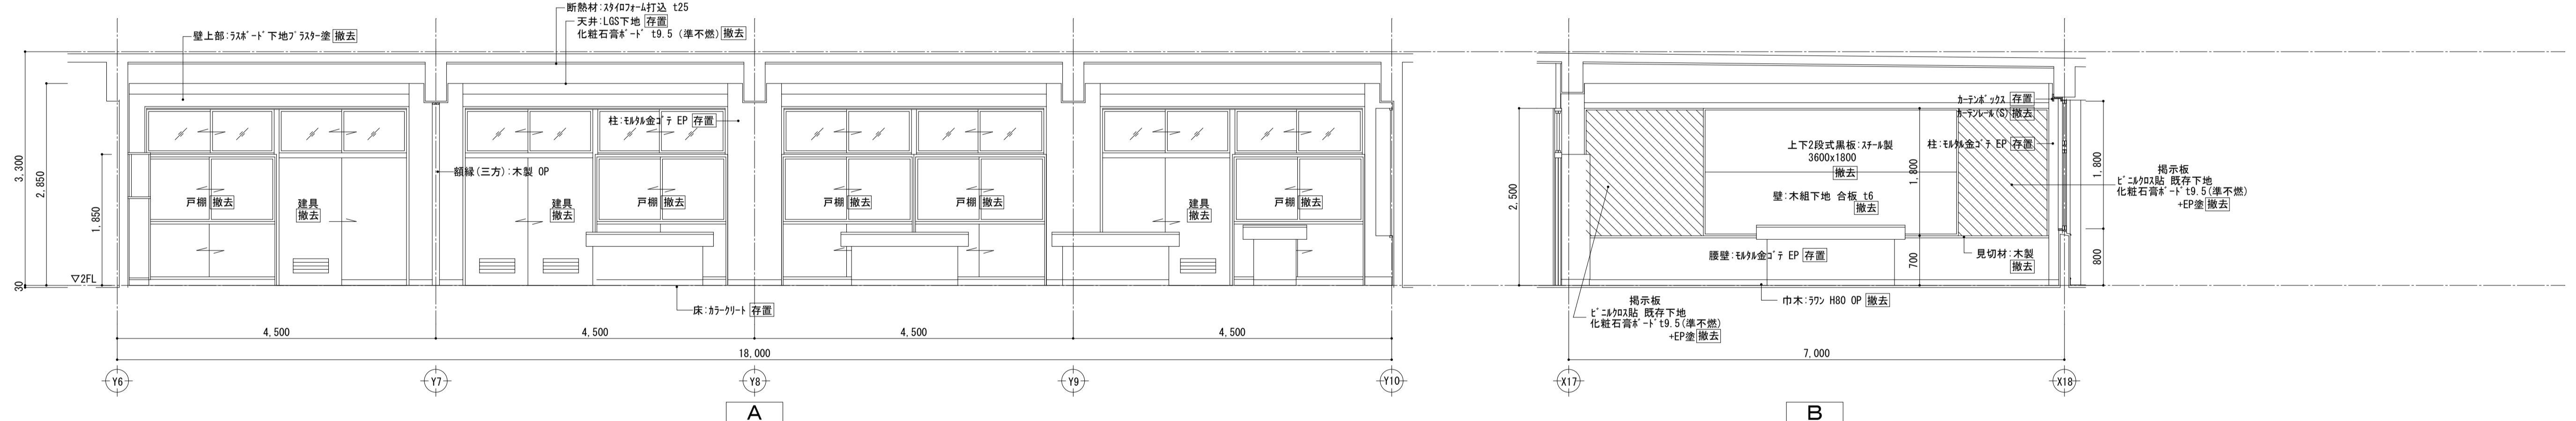 断熱材:スタイロフォーム打込 t25
天井:LGS下地 存置
化粧石膏ボード t9.5 (準不燃) 撤去
壁上部:ラスボード下地プラスター塗 撤去
柱:モルタル金ゴテ EP 存置
額縁(三方):木製 OP
戸棚 撤去
建具
撤去
建具
撤去
戸棚 撤去
戸棚 撤去
戸棚 撤去
建具
撤去
戸棚 撤去
3,300
2,850
1,850
30
▽2FL
床:カラークリート 存置
4,500
4,500
4,500
4,500
18,000
Y6
Y7
Y8
Y9
Y10
A
カーテンボックス 存置
カーテンレール(S) 撤去
柱:モルタル金ゴテ EP 存置
上下2段式黒板:スチール製
3600x1800
撤去
壁:木組下地 合板 t6
撤去
2,500
1,800
700
1,800
800
掲示板
ビニルクロス貼 既存下地
化粧石膏ボードt9.5(準不燃)
+EP塗 撤去
腰壁:モルタル金ゴテ EP 存置
見切材:木製
撤去
巾木:ラワン H80 OP 撤去
掲示板
ビニルクロス貼 既存下地
化粧石膏ボードt9.5(準不燃)
+EP塗 撤去
7,000
X17
X18
B